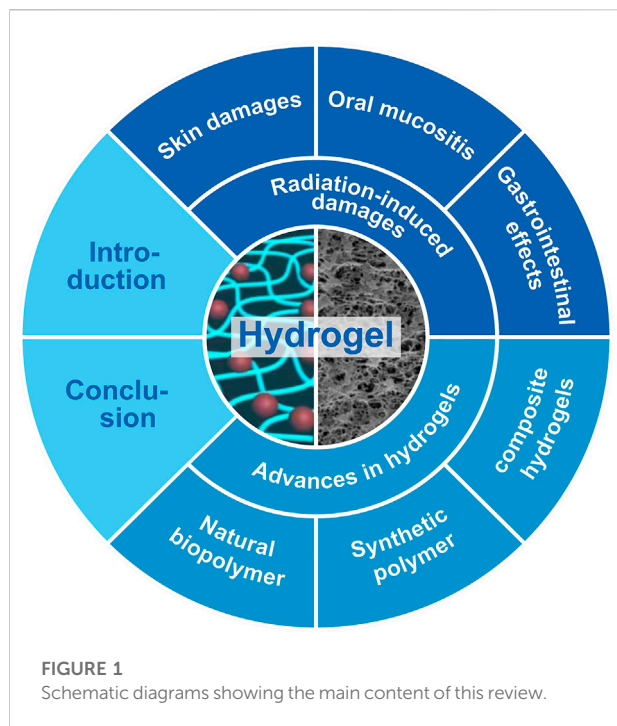 Skin damages
Oral mucositis
Gastrointestinal
effects
Radiation-induced
damages
Intro-
duction
Hydrogel
Conclu-
sion
Advances in hydrogels
composite
hydrogels
Natural
biopolymer
Synthetic
polymer
FIGURE 1
Schematic diagrams showing the main content of this review.